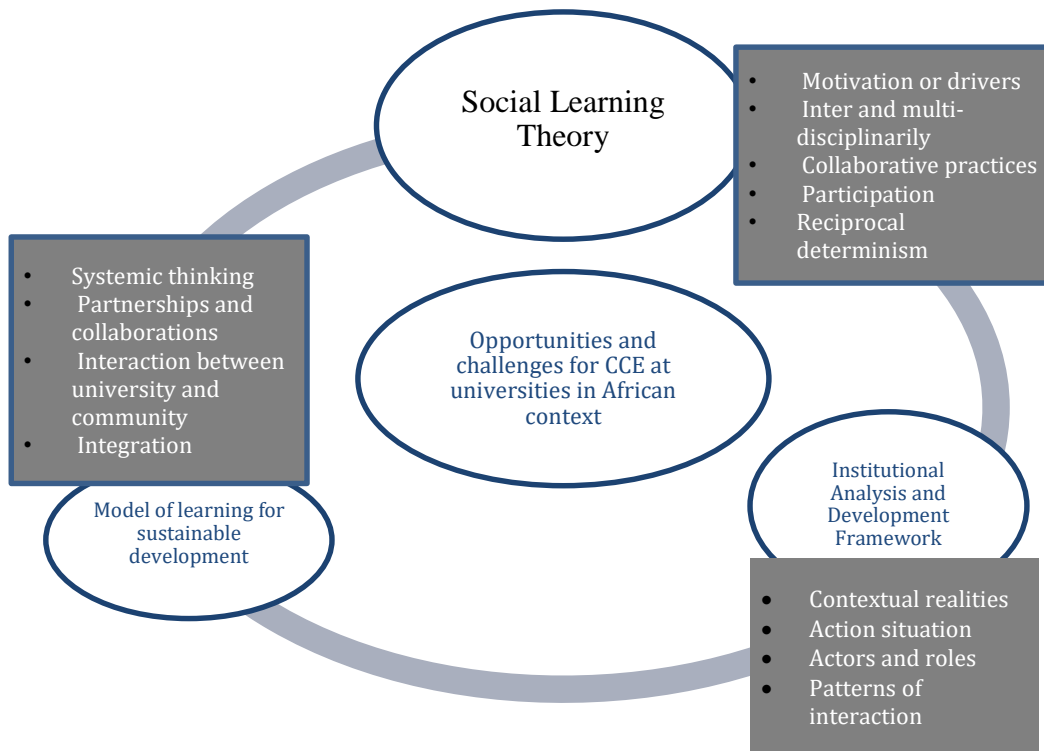 Social Learning
Theory
• Motivation or drivers
• Inter and multi-
disciplinarily
• Collaborative practices
• Participation
• Reciprocal
determinism
• Systemic thinking
• Partnerships and
collaborations
• Interaction between
university and
community
• Integration
Opportunities and
challenges for CCE at
universities in African
context
Model of learning for
sustainable
development
Institutional
Analysis and
Development
Framework
• Contextual realities
• Action situation
• Actors and roles
• Patterns of
interaction